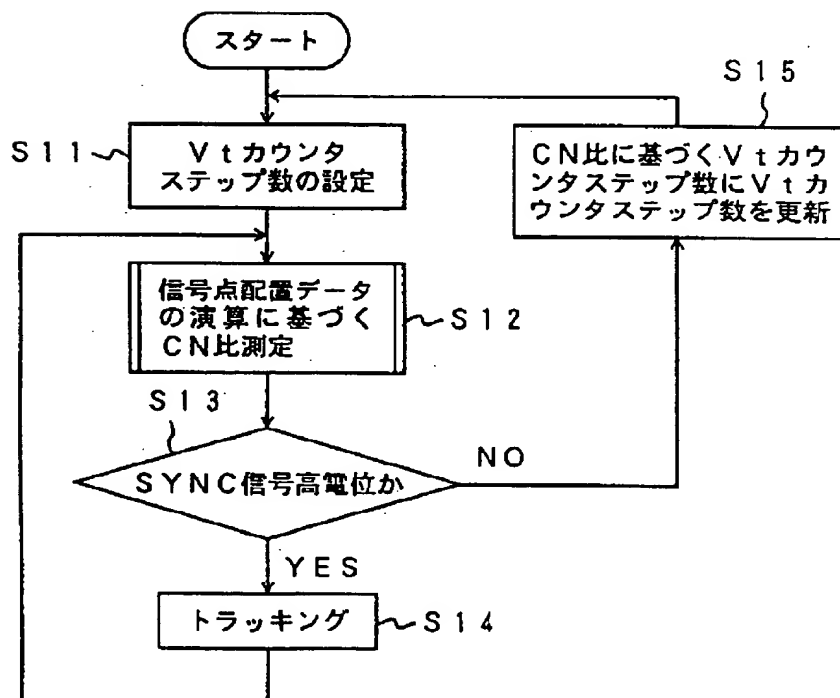 スタート
S11
Vtカウンタ
ステップ数の設定
S15
CN比に基づくVtカウ
ンタステップ数にVtカ
ウンタステップ数を更新
信号点配置データ
の演算に基づく
CN比測定
S12
S13
SYNC信号高電位か
NO
YES
トラッキング
S14